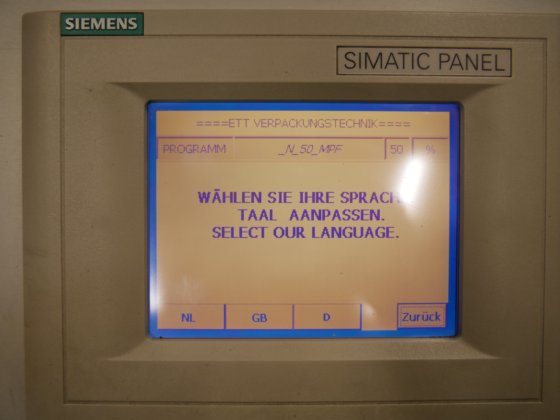 SIEMENS
SIMATIC PANEL
====ETT VERPACKUNGSTECHNIK====
PROGRAMM _N_50_MPF 50 %
WÄHLEN SIE IHRE
TAAL AANPASSEN.
SELECT OUR LANGUAGE.
NL GB D Zurück